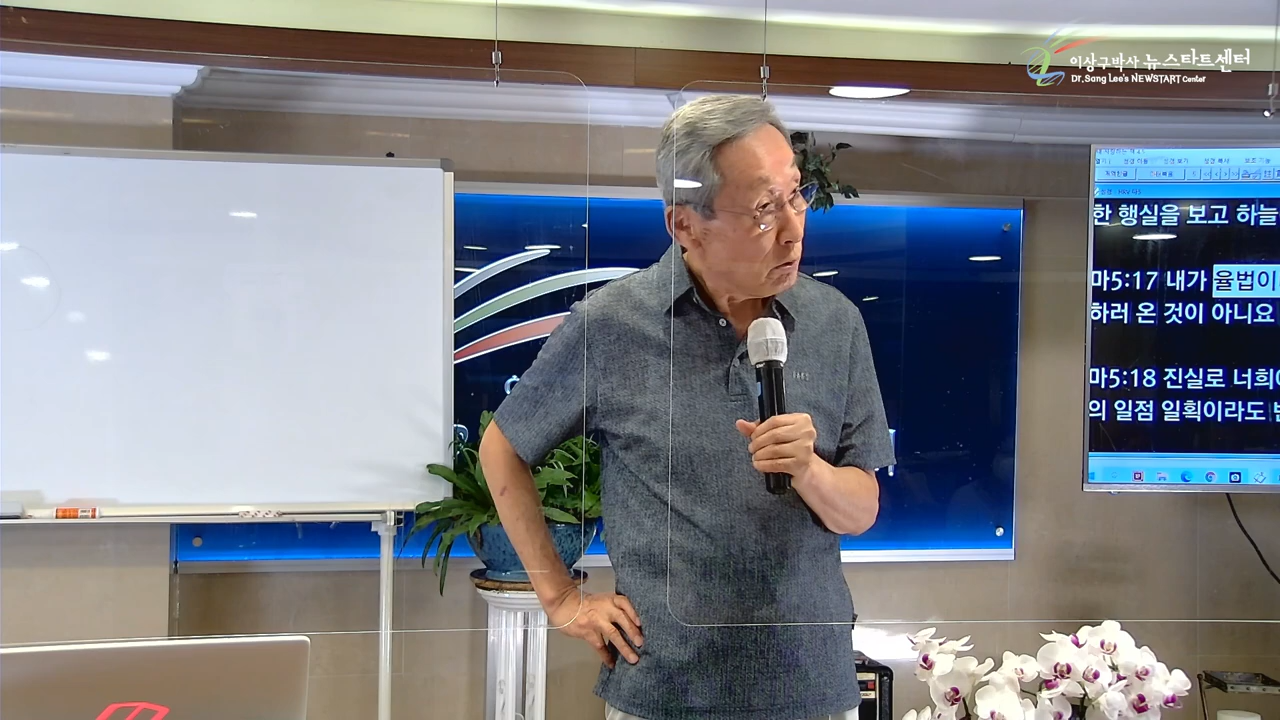 이상구박사 뉴스타트센터
Dr. Sang Lee's NEWSTART Center
한 행실을 보고 하늘
마5:17 내가 율법이
하러 온 것이 아니요
마5:18 진실로 너희
의 일점 일획이라도